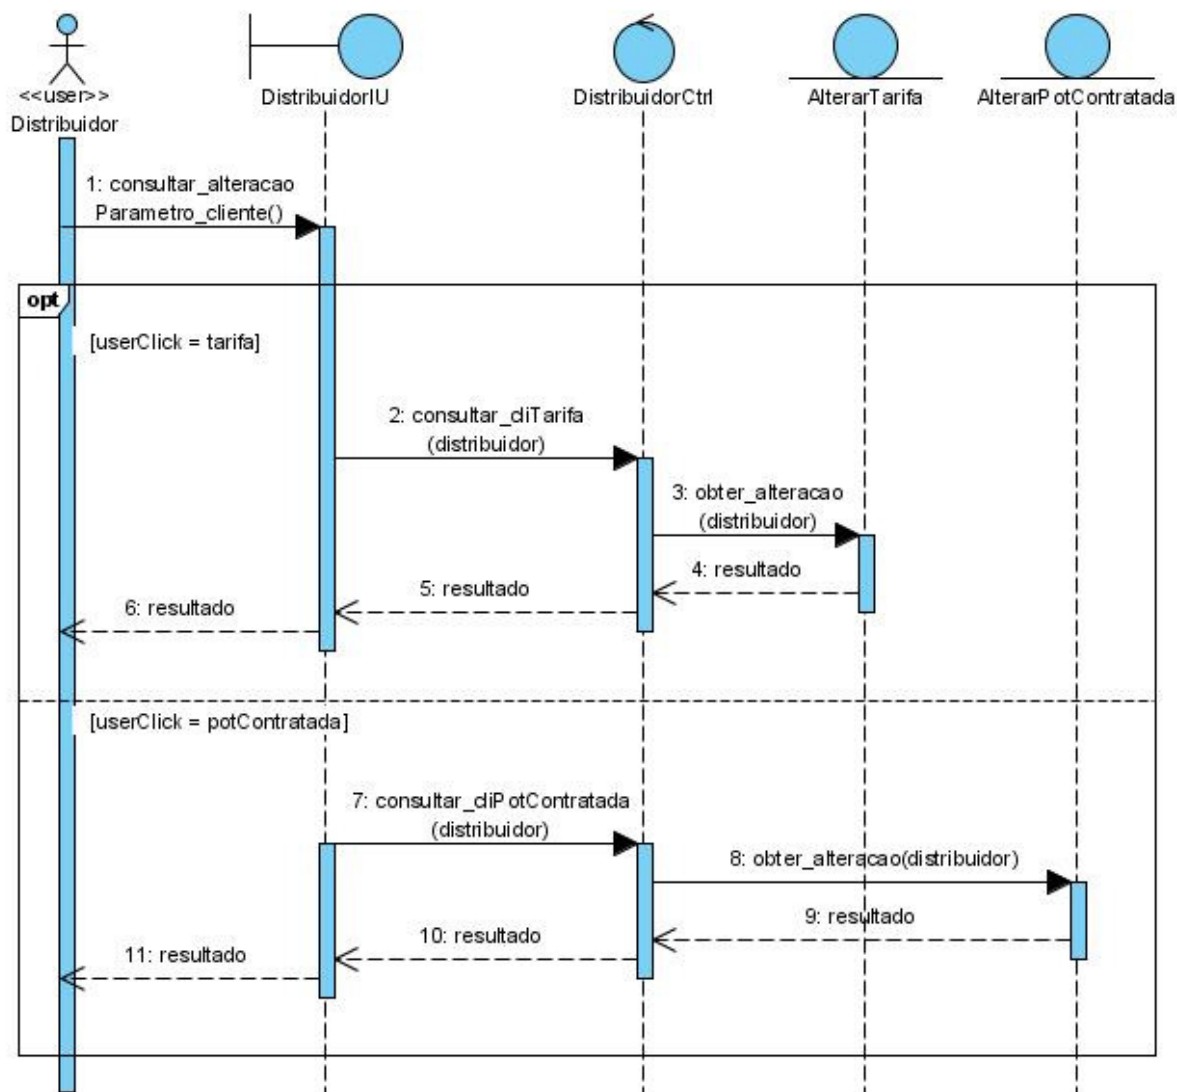 <<user>>
Distribuidor
DistribuidorIU
DistribuidorCtrl
AlterarTarifa
AlterarPotContratada
1: consultar_alteracao
Parametro_cliente()
opt
[userClick = tarifa]
2: consultar_cliTarifa
(distribuidor)
3: obter_alteracao
(distribuidor)
4: resultado
5: resultado
6: resultado
[userClick = potContratada]
7: consultar_cliPotContratada
(distribuidor)
8: obter_alteracao(distribuidor)
9: resultado
10: resultado
11: resultado